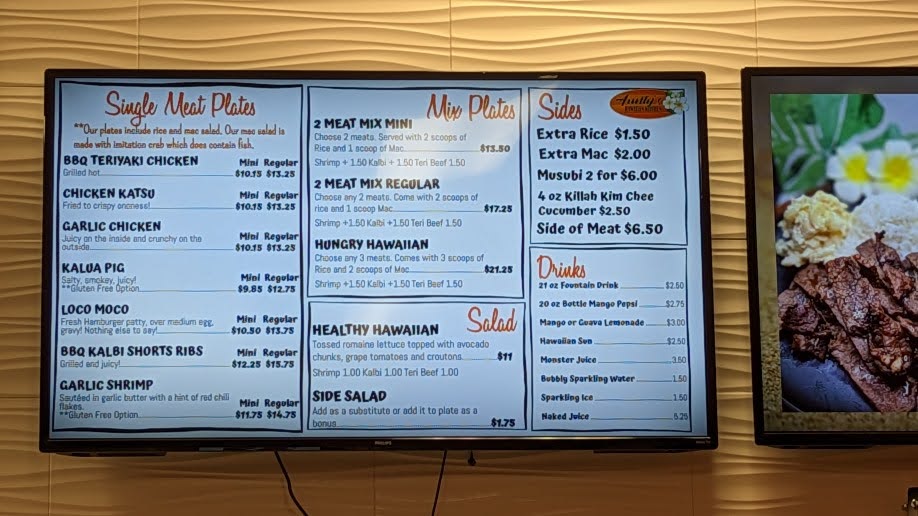 Single Meat Plates
**Our plates include rice and mac salad. Our mac salad is
made with imitation crab which does contain fish.
BBQ TERIYAKI CHICKEN Mini Regular
Grilled hot $10.15 $13.25
CHICKEN KATSU Mini Regular
Fried to crispy oneness! $10.15 $13.25
GARLIC CHICKEN
Juicy on the inside and crunchy on the Mini Regular
outside $10.15 $13.25
KALUA PIG
Salty, smokey, juicy! Mini Regular
**Gluten Free Option $9.85 $12.75
LOCO MOCO
Fresh Hamburger patty, over medium egg, Mini Regular
gravy! Nothing else to say! $10.50 $13.75
BBQ KALBI SHORTS RIBS Mini Regular
Grilled and juicy! $12.25 $15.75
GARLIC SHRIMP
Sautéed in garlic butter with a hint of red chili
flakes. Mini Regular
**Gluten Free Option $11.75 $14.75
Mix Plates
2 MEAT MIX MINI
Choose 2 meats. Served with 2 scoops of
Rice and 1 scoop of Mac $13.50
Shrimp + 1.50 Kalbi + 1.50 Teri Beef 1.50
2 MEAT MIX REGULAR
Choose any 2 meats. Come with 2 scoops of
rice and 1 scoop Mac $17.25
Shrimp +1.50 Kalbi +1.50 Teri Beef 1.50
HUNGRY HAWAIIAN
Choose any 3 meats. Comes with 3 scoops of
Rice and 2 scoops of Mac $21.25
Shrimp +1.50 Kalbi +1.50 Teri Beef 1.50
Salad
HEALTHY HAWAIIAN
Tossed romaine lettuce topped with avocado
chunks, grape tomatoes and croutons $11
Shrimp 1.00 Kalbi 1.00 Teri Beef 1.00
SIDE SALAD
Add as a substitute or add it to plate as a
bonus $1.75
Sides
Extra Rice $1.50
Extra Mac $2.00
Musubi 2 for $6.00
4 oz Killah Kim Chee
Cucumber $2.50
Side of Meat $6.50
Drinks
21 oz Fountain Drink $2.50
20 oz Bottle Mango Pepsi $2.75
Mango or Guava Lemonade $3.00
Hawaiian Sun $2.50
Monster Juice 3.50
Bubbly Sparkling Water 1.50
Sparkling Ice 1.50
Naked Juice 5.25
PHILIPS